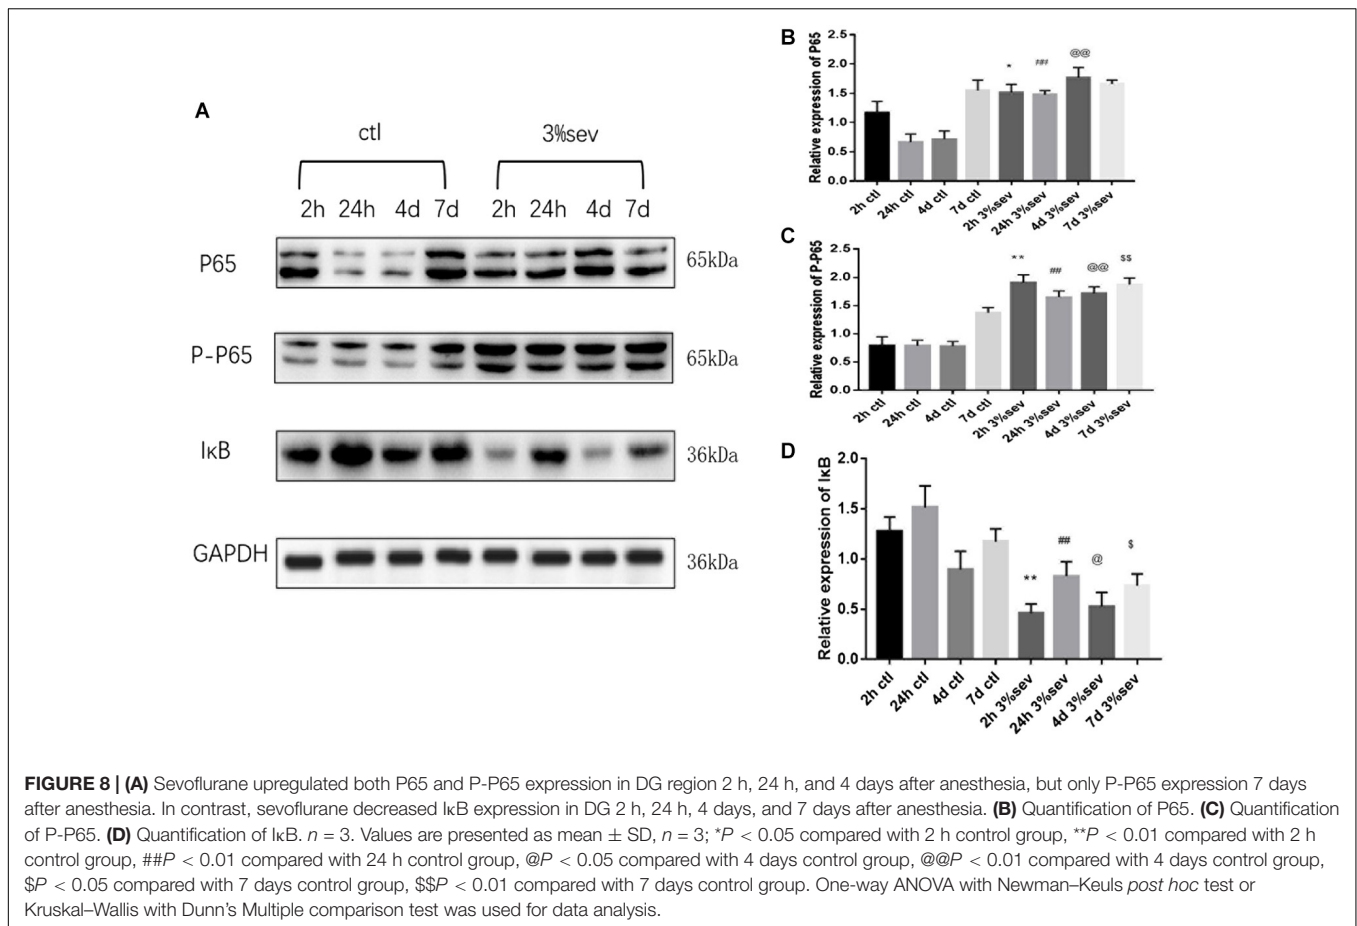 A
ctl 3%sev
2h 24h 4d 7d 2h 24h 4d 7d
P65 65kDa
P-P65 65kDa
IκB 36kDa
GAPDH 36kDa
B
Relative expression of P65
2.5
2.0
1.5
1.0
0.5
0.0
* ### @@
2h ctl 24h ctl 4d ctl 7d ctl 2h 3%sev 24h 3%sev 4d 3%sev 7d 3%sev
C
Relative expression of P-P65
2.5
2.0
1.5
1.0
0.5
0.0
** ## @@ $$
2h ctl 24h ctl 4d ctl 7d ctl 2h 3%sev 24h 3%sev 4d 3%sev 7d 3%sev
D
Relative expression of IκB
2.0
1.5
1.0
0.5
0.0
** ## @ $
2h ctl 24h ctl 4d ctl 7d ctl 2h 3%sev 24h 3%sev 4d 3%sev 7d 3%sev
FIGURE 8 | (A) Sevoflurane upregulated both P65 and P-P65 expression in DG region 2 h, 24 h, and 4 days after anesthesia, but only P-P65 expression 7 days
after anesthesia. In contrast, sevoflurane decreased IκB expression in DG 2 h, 24 h, 4 days, and 7 days after anesthesia. (B) Quantification of P65. (C) Quantification
of P-P65. (D) Quantification of IκB. n = 3. Values are presented as mean ± SD, n = 3; *P < 0.05 compared with 2 h control group, **P < 0.01 compared with 2 h
control group, ##P < 0.01 compared with 24 h control group, @P < 0.05 compared with 4 days control group, @@P < 0.01 compared with 4 days control group,
$P < 0.05 compared with 7 days control group, $$P < 0.01 compared with 7 days control group. One-way ANOVA with Newman–Keuls post hoc test or
Kruskal–Wallis with Dunn's Multiple comparison test was used for data analysis.